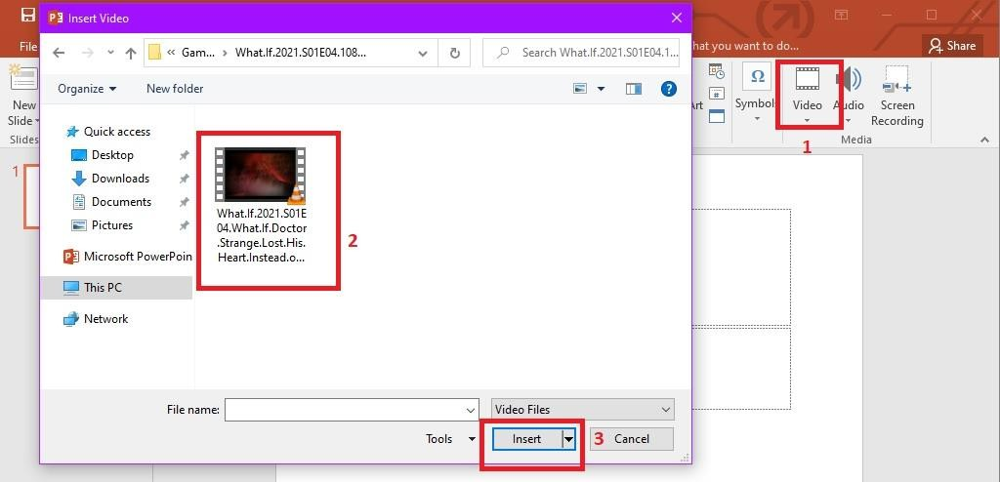 Insert Video
File
hat you want to do...
Share
Gam...
What.If.2021.S01E04.108...
Search What.If.2021.S01E04.1...
Organize
New folder
New
Slide
Slides
Art
Symbols
Video
Audio
Screen
Recording
Media
1
1
Quick access
Desktop
Downloads
Documents
Pictures
Microsoft PowerPoin
This PC
Network
What.If.2021.S01E
04.What.If.Doctor
.Strange.Lost.His.
Heart.Instead.o...
2
File name:
Video Files
Tools
Insert
3
Cancel